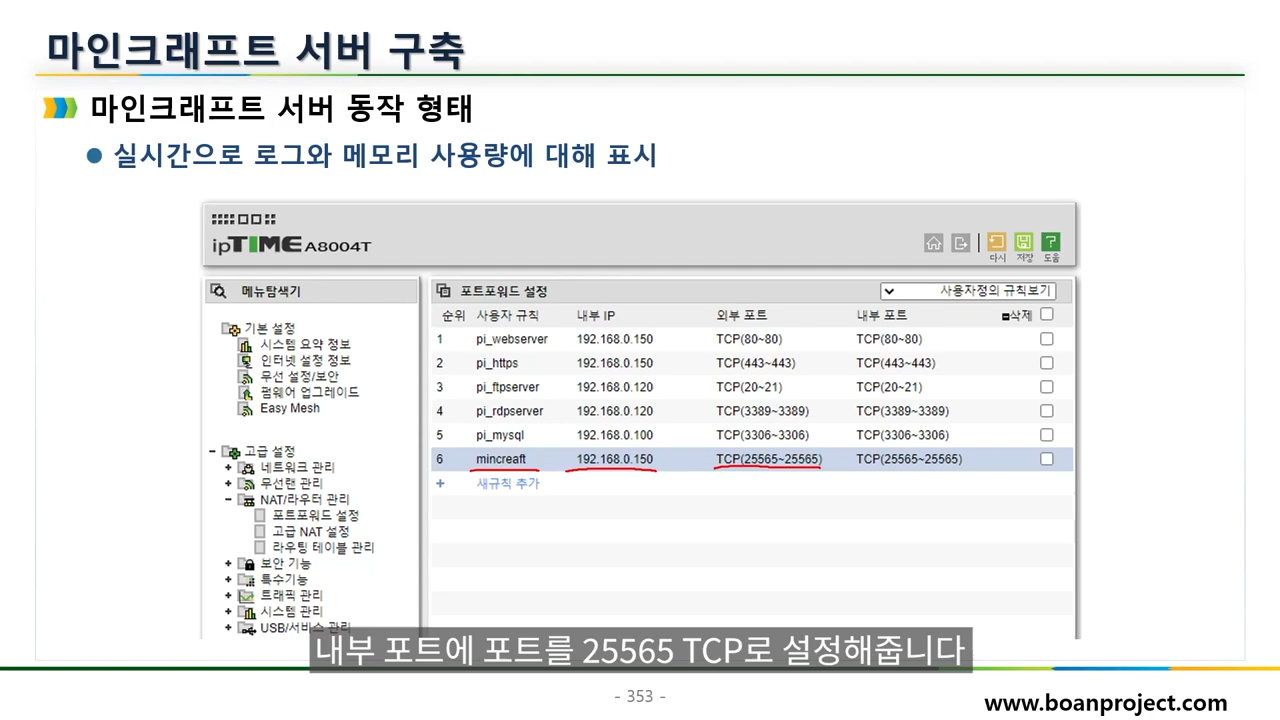 마인크래프트 서버 구축
마인크래프트 서버 동작 형태
실시간으로 로그와 메모리 사용량에 대해 표시
ipTIME A8004T
다시 저장 도움
메뉴탐색기
기본 설정
시스템 요약 정보
인터넷 설정 정보
무선 설정/보안
펌웨어 업그레이드
Easy Mesh
고급 설정
네트워크 관리
무선랜 관리
NAT/라우터 관리
포트포워드 설정
고급 NAT 설정
라우팅 테이블 관리
보안 기능
특수기능
트래픽 관리
시스템 관리
USB/서비스 관리
포트포워드 설정 사용자정의 규칙보기
순위 사용자 규칙 내부 IP 외부 포트 내부 포트 삭제
1 pi_webserver 192.168.0.150 TCP(80~80) TCP(80~80)
2 pi_https 192.168.0.150 TCP(443~443) TCP(443~443)
3 pi_ftpserver 192.168.0.120 TCP(20~21) TCP(20~21)
4 pi_rdpserver 192.168.0.120 TCP(3389~3389) TCP(3389~3389)
5 pi_mysql 192.168.0.100 TCP(3306~3306) TCP(3306~3306)
6 mincreaft 192.168.0.150 TCP(25565~25565) TCP(25565~25565)
+ 새규칙 추가
내부 포트에 포트를 25565 TCP로 설정해줍니다
- 353 -
www.boanproject.com